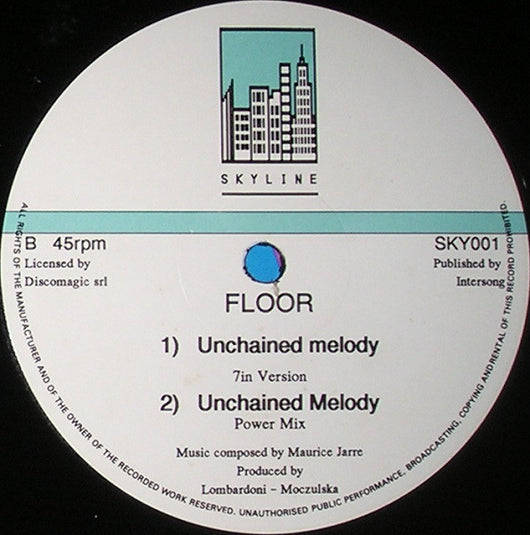 SKYLINE
B 45rpm
SKY001
Licensed by
Discomagic srl
Published by
Intersong
FLOOR
1) Unchained melody
7in Version
2) Unchained Melody
Power Mix
Music composed by Maurice Jarre
Produced by
Lombardoni - Moczulska
ALL RIGHTS OF THE MANUFACTURER AND OF THE OWNER OF THE RECORDED WORK RESERVED. UNAUTHORISED PUBLIC PERFORMANCE, BROADCASTING, COPYING AND RENTAL OF THIS RECORD PROHIBITED.